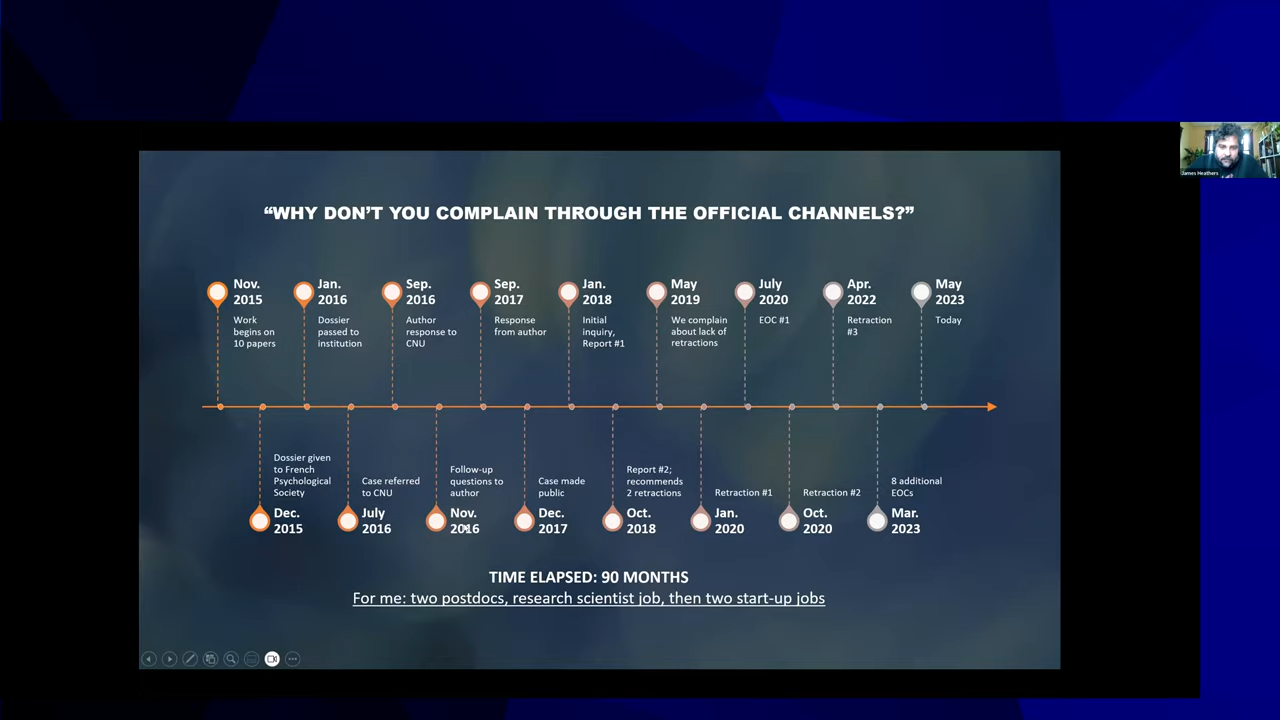 James Heathers
“WHY DON’T YOU COMPLAIN THROUGH THE OFFICIAL CHANNELS?”
Nov.
2015
Work
begins on
10 papers
Jan.
2016
Dossier
passed to
institution
Sep.
2016
Author
response to
CNU
Sep.
2017
Response
from author
Jan.
2018
Initial
inquiry,
Report #1
May
2019
We complain
about lack of
retractions
July
2020
EOC #1
Apr.
2022
Retraction
#3
May
2023
Today
Dossier given
to French
Psychological
Society
Dec.
2015
Case referred
to CNU
July
2016
Follow-up
questions to
author
Nov.
2016
Case made
public
Dec.
2017
Report #2;
recommends
2 retractions
Oct.
2018
Retraction #1
Jan.
2020
Retraction #2
Oct.
2020
8 additional
EOCs
Mar.
2023
TIME ELAPSED: 90 MONTHS
For me: two postdocs, research scientist job, then two start-up jobs